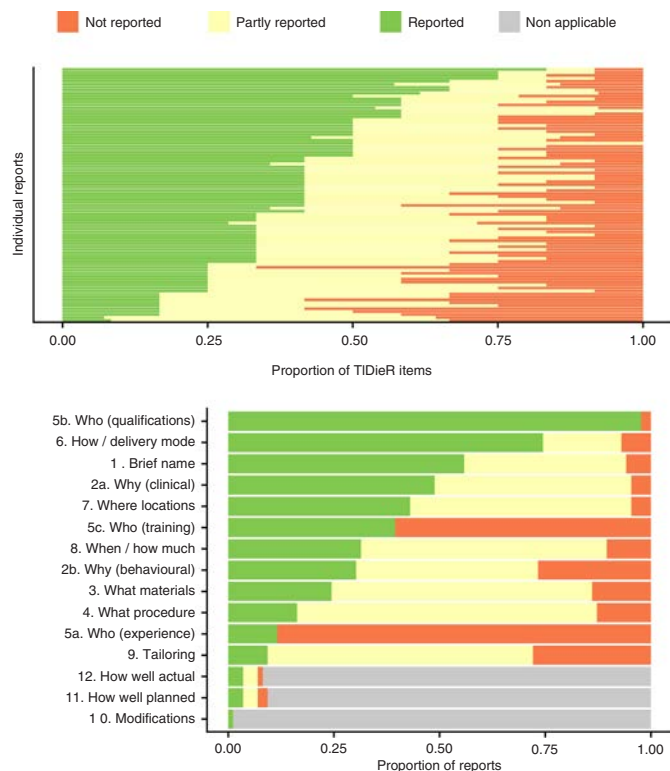 Not reported Partly reported Reported Non applicable
Individual reports
0.00 0.25 0.50 0.75 1.00
Proportion of TIDieR items
5b. Who (qualifications)
6. How / delivery mode
1 . Brief name
2a. Why (clinical)
7. Where locations
5c. Who (training)
8. When / how much
2b. Why (behavioural)
3. What materials
4. What procedure
5a. Who (experience)
9. Tailoring
12. How well actual
11. How well planned
1 0. Modifications
0.00 0.25 0.50 0.75 1.00
Proportion of reports